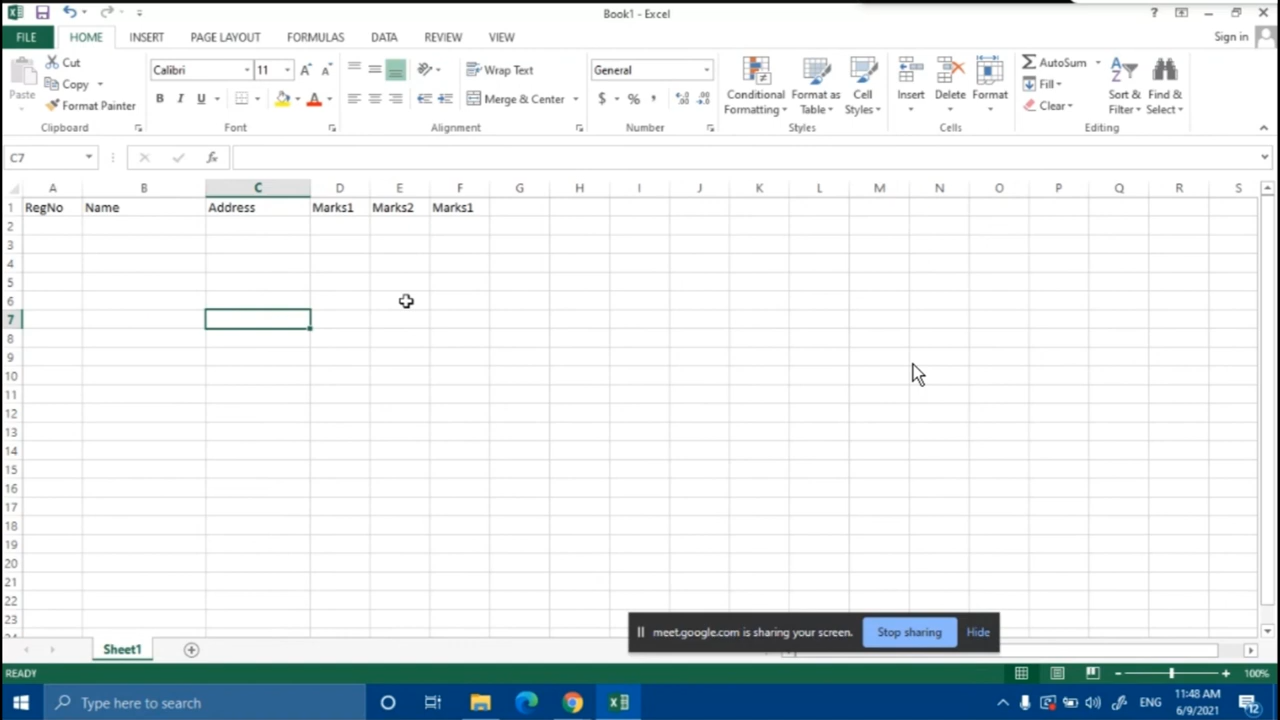 Book1 - Excel
?
FILE HOME INSERT PAGE LAYOUT FORMULAS DATA REVIEW VIEW Sign in
Paste
Cut
Copy
Format Painter
Clipboard
Calibri 11
B I U
Font
Wrap Text
Merge & Center
Alignment
General
$ % ,
Number
Conditional Formatting
Format as Table
Cell Styles
Styles
Insert Delete Format
Cells
AutoSum
Fill
Clear
Sort & Filter
Find & Select
Editing
C7 fx
A B C D E F G H I J K L M N O P Q R S
1 RegNo Name Address Marks1 Marks2 Marks1
2
3
4
5
6
7
8
9
10
11
12
13
14
15
16
17
18
19
20
21
22
23
24
meet.google.com is sharing your screen. Stop sharing Hide
Sheet1
READY 100%
Type here to search
ENG
11:48 AM
6/9/2021
12